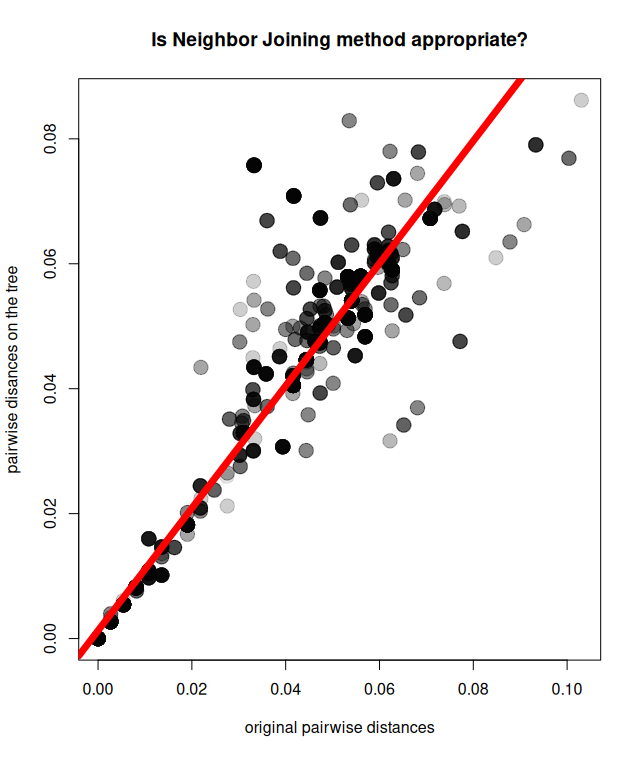 Is Neighbor Joining method appropriate?
pairwise disances on the tree
0.08
0.06
0.04
0.02
0.00
0.00 0.02 0.04 0.06 0.08 0.10
original pairwise distances